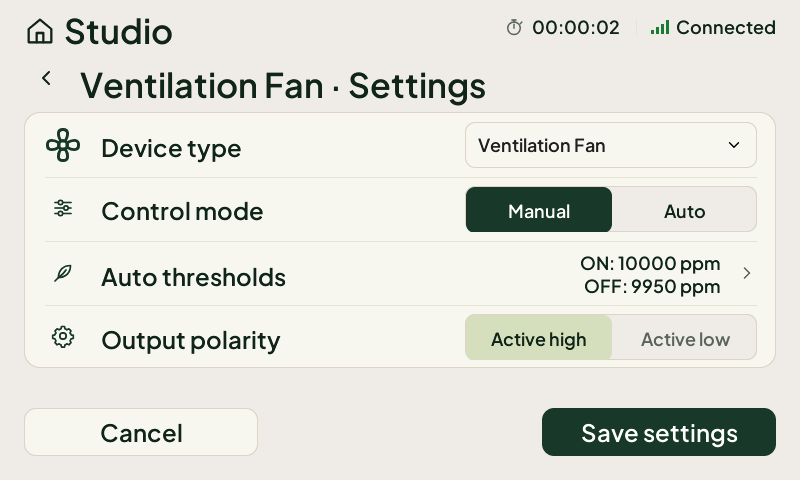 Studio
00:00:02
Connected
Ventilation Fan · Settings
Device type
Ventilation Fan
Control mode
Manual
Auto
Auto thresholds
ON: 10000 ppm
OFF: 9950 ppm
Output polarity
Active high
Active low
Cancel
Save settings